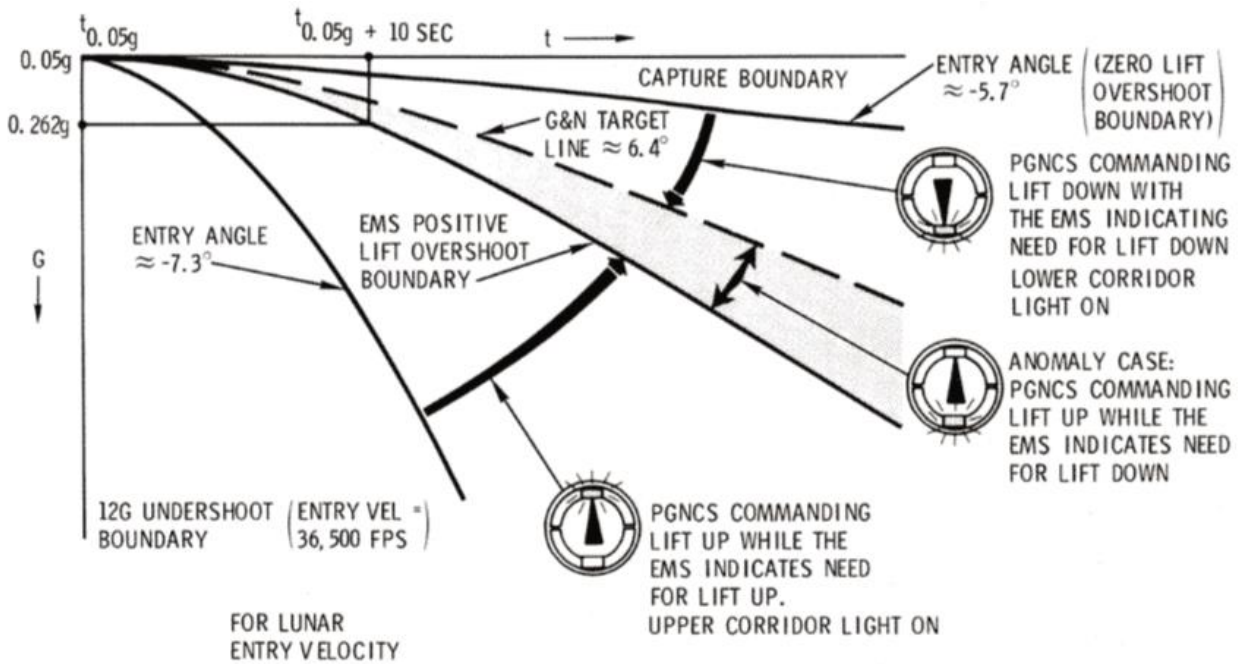 t0.05g
t0.05g + 10 SEC
t
0.05g
0.262g
G
CAPTURE BOUNDARY
ENTRY ANGLE
≈ -5.7°
(ZERO LIFT
OVERSHOOT
BOUNDARY)
G&N TARGET
LINE ≈ 6.4°
PGNCS COMMANDING
LIFT DOWN WITH
THE EMS INDICATING
NEED FOR LIFT DOWN
LOWER CORRIDOR
LIGHT ON
ENTRY ANGLE
≈ -7.3°
EMS POSITIVE
LIFT OVERSHOOT
BOUNDARY
ANOMALY CASE:
PGNCS COMMANDING
LIFT UP WHILE THE
EMS INDICATES NEED
FOR LIFT DOWN
12G UNDERSHOOT
BOUNDARY
(ENTRY VEL =
36,500 FPS)
PGNCS COMMANDING
LIFT UP WHILE THE
EMS INDICATES NEED
FOR LIFT UP.
UPPER CORRIDOR LIGHT ON
FOR LUNAR
ENTRY VELOCITY